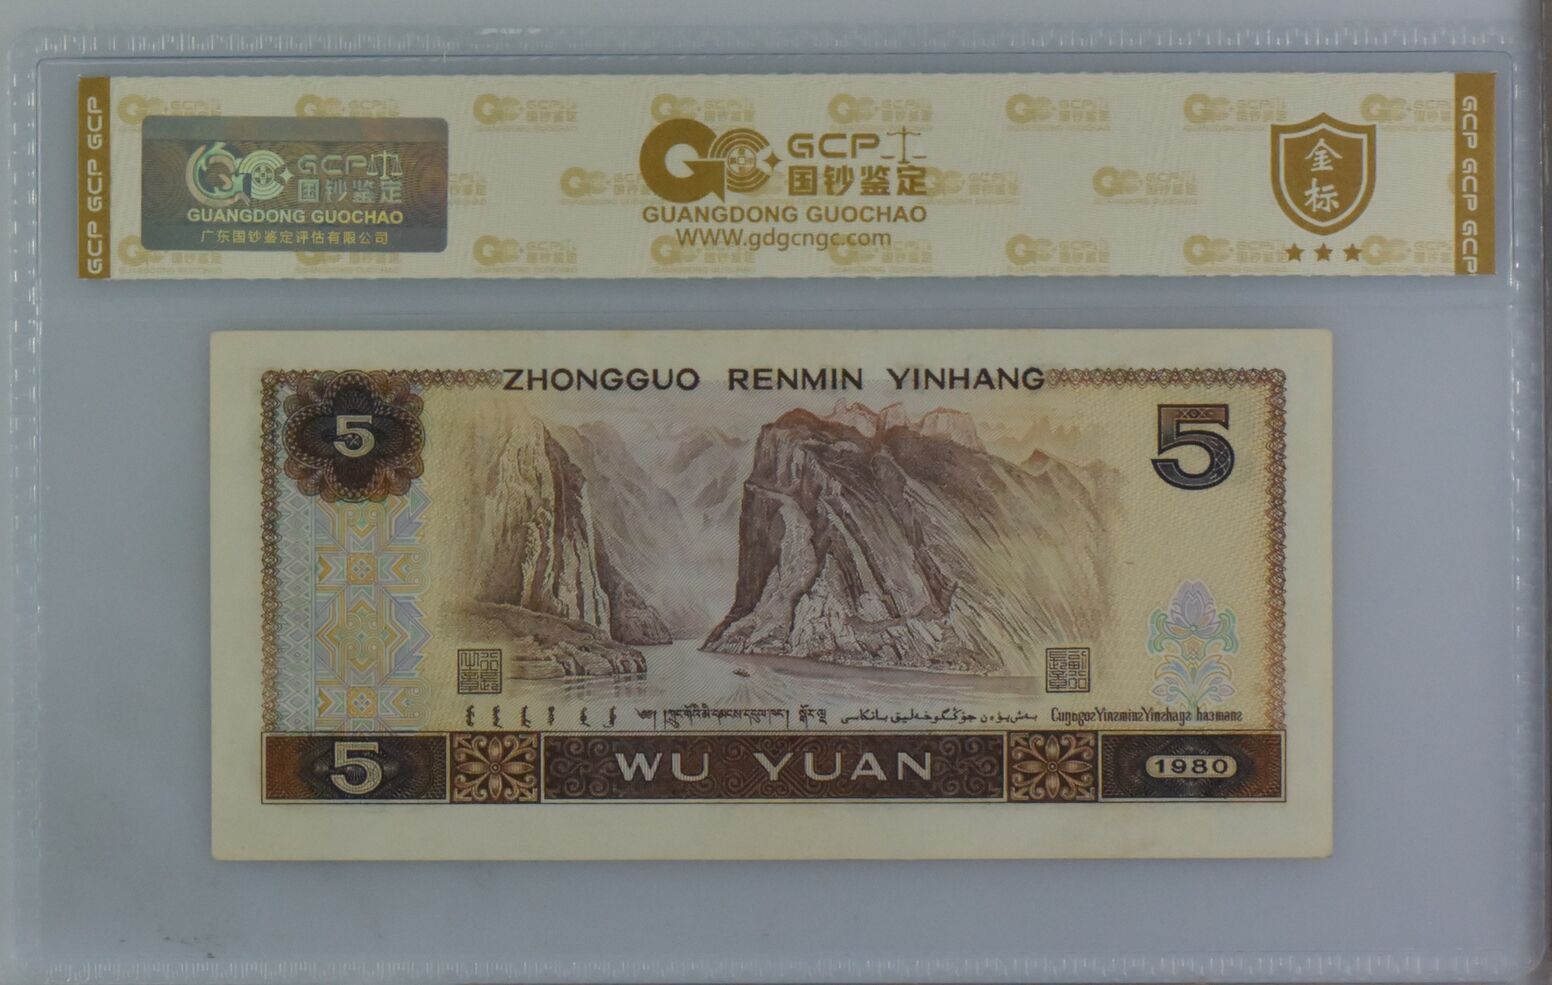 GCP GCP GCP
GCP 国钞鉴定
GUANGDONG GUOCHAO
广东国钞鉴定评估有限公司
GCP
国钞鉴定
GUANGDONG GUOCHAO
WWW.gdgcngc.com
金标
GCP GCP GCP
ZHONGGUO RENMIN YINHANG
5
5
5
WU YUAN
1980